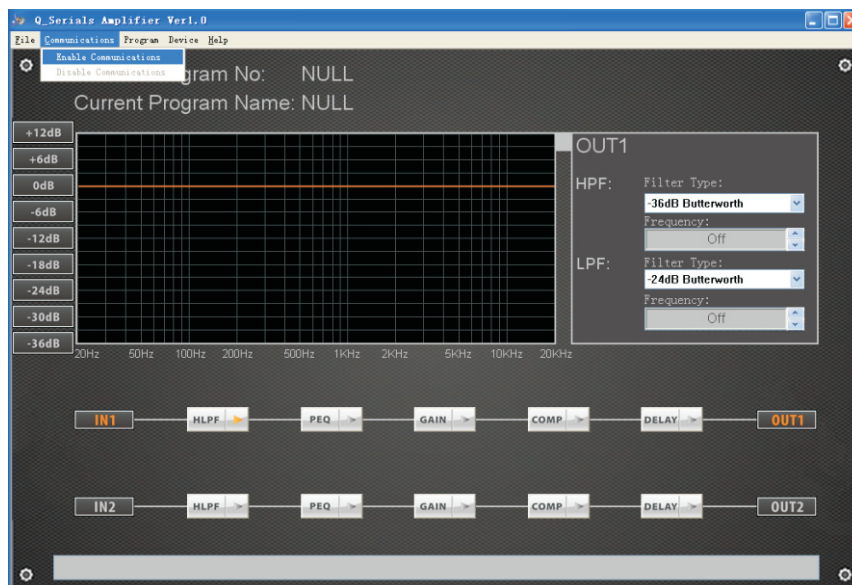 Q_Serials Amplifier Ver1.0
File Communications Program Device Help
Enable Communications
Disable Communications
gram No: NULL
Current Program Name: NULL
+12dB
+6dB
0dB
-6dB
-12dB
-18dB
-24dB
-30dB
-36dB
20Hz 50Hz 100Hz 200Hz 500Hz 1KHz 2KHz 5KHz 10KHz 20KHz
OUT1
HPF: Filter Type:
-36dB Butterworth
Frequency:
Off
LPF: Filter Type:
-24dB Butterworth
Frequency:
Off
IN1 HLPF PEQ GAIN COMP DELAY OUT1
IN2 HLPF PEQ GAIN COMP DELAY OUT2